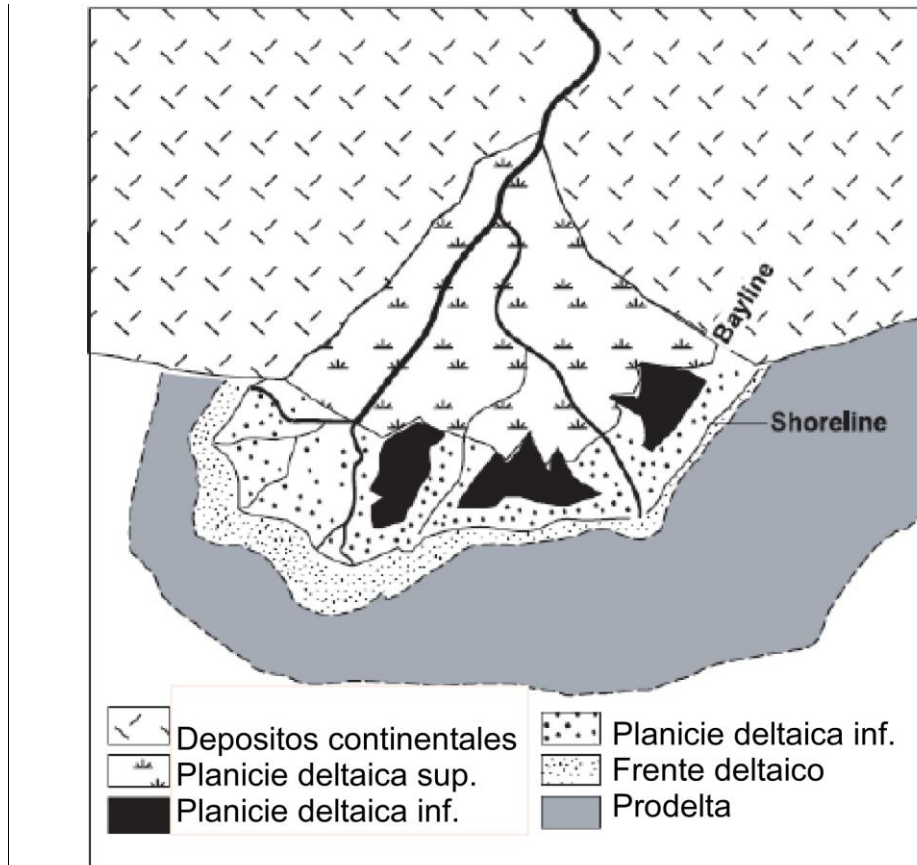 Bayline
Shoreline
Depositos continentales
Planicie deltaica sup.
Planicie deltaica inf.
Planicie deltaica inf.
Frente deltaico
Prodelta